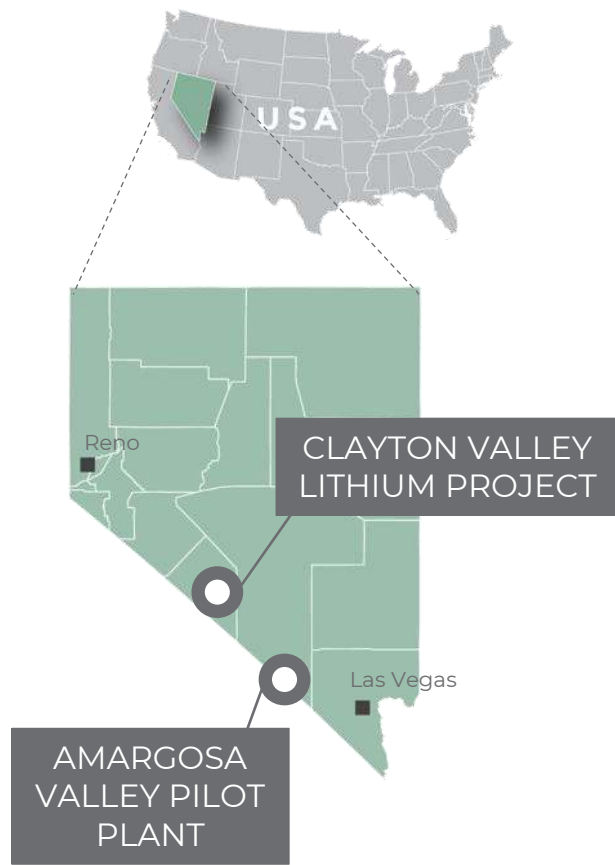 USA
Reno
CLAYTON VALLEY
LITHIUM PROJECT
Las Vegas
AMARGOSA
VALLEY PILOT
PLANT